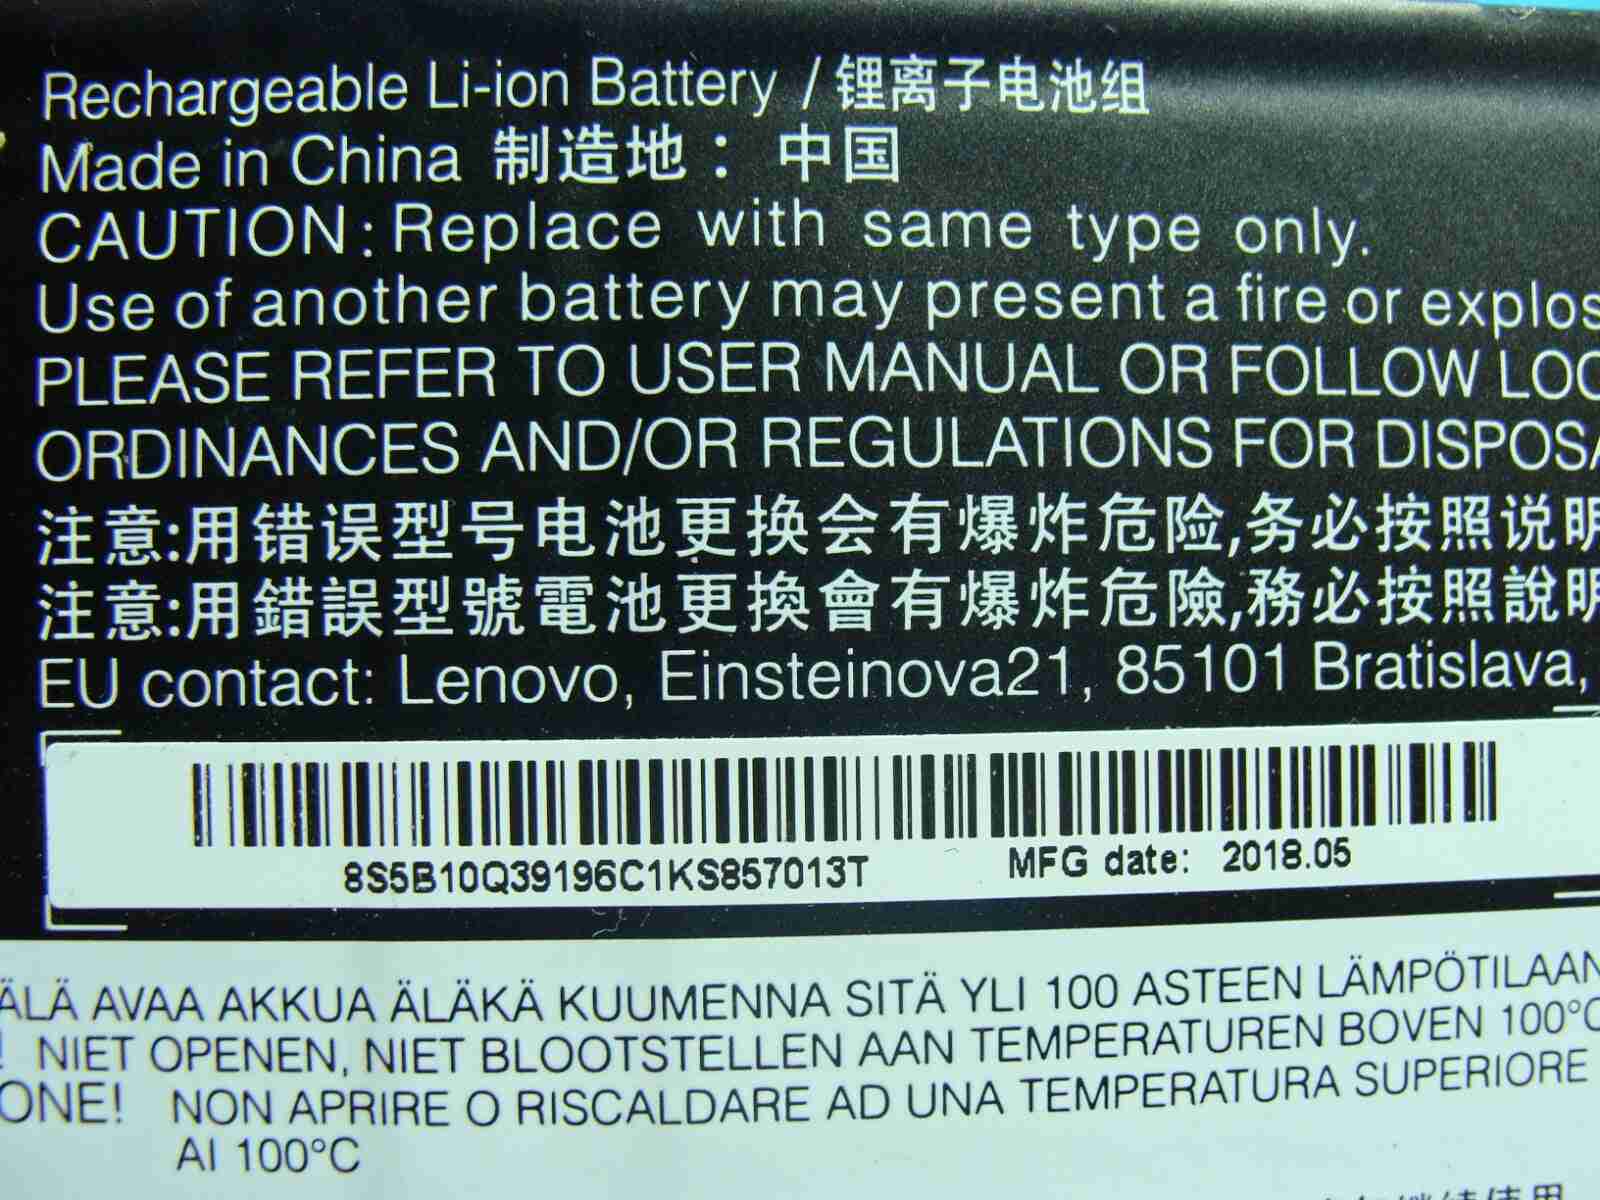 Rechargeable Li-ion Battery / 锂离子电池组
Made in China 制造地： 中国
CAUTION: Replace with same type only.
Use of another battery may present a fire or explos
PLEASE REFER TO USER MANUAL OR FOLLOW LOC
ORDINANCES AND/OR REGULATIONS FOR DISPOSA
注意:用错误型号电池更换会有爆炸危险,务必按照说明
注意:用錯誤型號電池更換會有爆炸危險,務必按照說明
EU contact: Lenovo, Einsteinova21, 85101 Bratislava,
8S5B10Q39196C1KS857013T MFG date: 2018.05
ÄLÄ AVAA AKKUA ÄLÄKÄ KUUMENNA SITÄ YLI 100 ASTEEN LÄMPÖTILAAN
! NIET OPENEN, NIET BLOOTSTELLEN AAN TEMPERATUREN BOVEN 100°C
ONE! NON APRIRE O RISCALDARE AD UNA TEMPERATURA SUPERIORE
AI 100°C